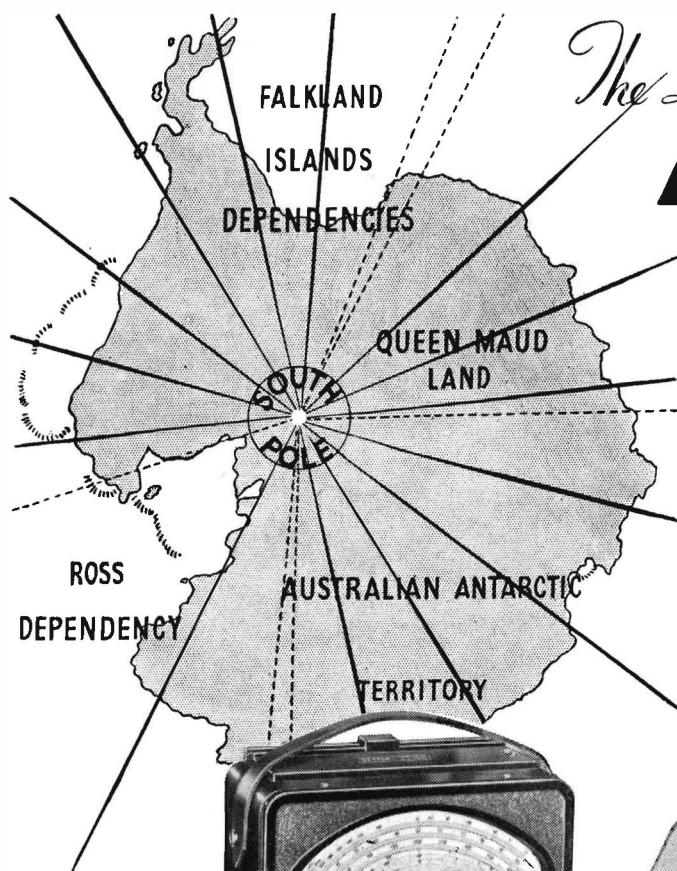 The
FALKLAND
ISLANDS
DEPENDENCIES
QUEEN MAUD
LAND
SOUTH
POLE
ROSS
DEPENDENCY
AUSTRALIAN ANTARCTIC
TERRITORY